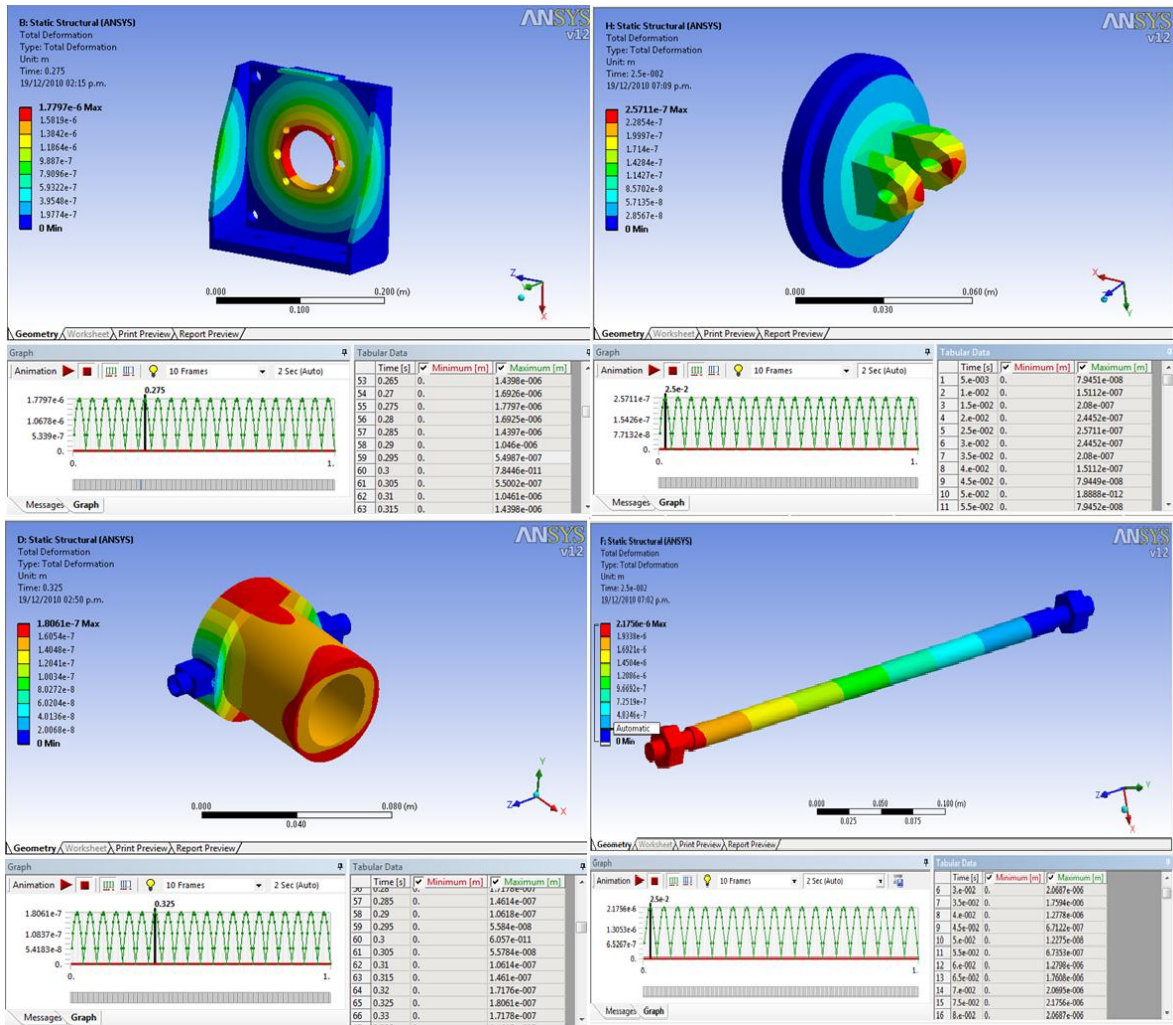 B: Static Structural (ANSYS)
Total Deformation
Type: Total Deformation
Unit: m
Time: 0.275
19/12/2010 02:15 p.m.
ANSYS
v12
1.7797e-6 Max
1.5819e-6
1.3842e-6
1.1864e-6
9.887e-7
7.9096e-7
5.9322e-7
3.9548e-7
1.9774e-7
0 Min
Z
Y
X
0.000
0.200 (m)
0.100
Geometry Worksheet Print Preview Report Preview
Graph
Animation 10 Frames 2 Sec (Auto)
0.275
1.7797e-6
1.0678e-6
5.339e-7
0.
0. 1.
Messages Graph
Tabular Data
Time [s] Minimum [m] Maximum [m]
53 0.265 0. 1.4398e-006
54 0.27 0. 1.6926e-006
55 0.275 0. 1.7797e-006
56 0.28 0. 1.6925e-006
57 0.285 0. 1.4397e-006
58 0.29 0. 1.046e-006
59 0.295 0. 5.4987e-007
60 0.3 0. 7.8446e-011
61 0.305 0. 5.5002e-007
62 0.31 0. 1.0461e-006
63 0.315 0. 1.4398e-006
H: Static Structural (ANSYS)
Total Deformation
Type: Total Deformation
Unit: m
Time: 2.5e-002
19/12/2010 07:09 p.m.
ANSYS
v12
2.5711e-7 Max
2.2854e-7
1.9997e-7
1.714e-7
1.4284e-7
1.1427e-7
8.5702e-8
5.7135e-8
2.8567e-8
0 Min
X
Z
Y
0.000
0.060 (m)
0.030
Geometry Worksheet Print Preview Report Preview
Graph
Animation 10 Frames 2 Sec (Auto)
2.5e-2
2.5711e-7
1.5426e-7
7.7132e-8
0.
0. 1.
Messages Graph
Tabular Data
Time [s] Minimum [m] Maximum [m]
1 5.e-003 0. 7.9451e-008
2 1.e-002 0. 1.5112e-007
3 1.5e-002 0. 2.08e-007
4 2.e-002 0. 2.4452e-007
5 2.5e-002 0. 2.5711e-007
6 3.e-002 0. 2.4452e-007
7 3.5e-002 0. 2.08e-007
8 4.e-002 0. 1.5112e-007
9 4.5e-002 0. 7.9449e-008
10 5.e-002 0. 1.8888e-012
11 5.5e-002 0. 7.9452e-008
D: Static Structural (ANSYS)
Total Deformation
Type: Total Deformation
Unit: m
Time: 0.325
19/12/2010 02:50 p.m.
ANSYS
v12
1.8061e-7 Max
1.6054e-7
1.4048e-7
1.2041e-7
1.0034e-7
8.0272e-8
6.0204e-8
4.0136e-8
2.0068e-8
0 Min
Y
Z
X
0.000
0.080 (m)
0.040
Geometry Worksheet Print Preview Report Preview
Graph
Animation 10 Frames 2 Sec (Auto)
0.325
1.8061e-7
1.0837e-7
5.4183e-8
0.
0. 1.
Messages Graph
Tabular Data
Time [s] Minimum [m] Maximum [m]
57 0.285 0. 1.4614e-007
58 0.29 0. 1.0618e-007
59 0.295 0. 5.584e-008
60 0.3 0. 6.057e-011
61 0.305 0. 5.5784e-008
62 0.31 0. 1.0614e-007
63 0.315 0. 1.461e-007
64 0.32 0. 1.7176e-007
65 0.325 0. 1.8061e-007
66 0.33 0. 1.7178e-007
F: Static Structural (ANSYS)
Total Deformation
Type: Total Deformation
Unit: m
Time: 2.5e-002
19/12/2010 07:02 p.m.
ANSYS
v12
2.1756e-6 Max
1.9338e-6
1.6921e-6
1.4504e-6
1.2086e-6
9.6692e-7
7.2519e-7
4.8346e-7
Automatic
0 Min
Z
Y
X
0.000 0.050 0.100 (m)
0.025 0.075
Geometry Worksheet Print Preview Report Preview
Graph
Animation 10 Frames 2 Sec (Auto)
2.5e-2
2.1756e-6
1.3053e-6
6.5267e-7
0.
0. 1.
Messages Graph
Tabular Data
Time [s] Minimum [m] Maximum [m]
6 3.e-002 0. 2.0687e-006
7 3.5e-002 0. 1.7594e-006
8 4.e-002 0. 1.2778e-006
9 4.5e-002 0. 6.7122e-007
10 5.e-002 0. 1.2275e-008
11 5.5e-002 0. 6.7353e-007
12 6.e-002 0. 1.2798e-006
13 6.5e-002 0. 1.7608e-006
14 7.e-002 0. 2.0695e-006
15 7.5e-002 0. 2.1756e-006
16 8.e-002 0. 2.0687e-006